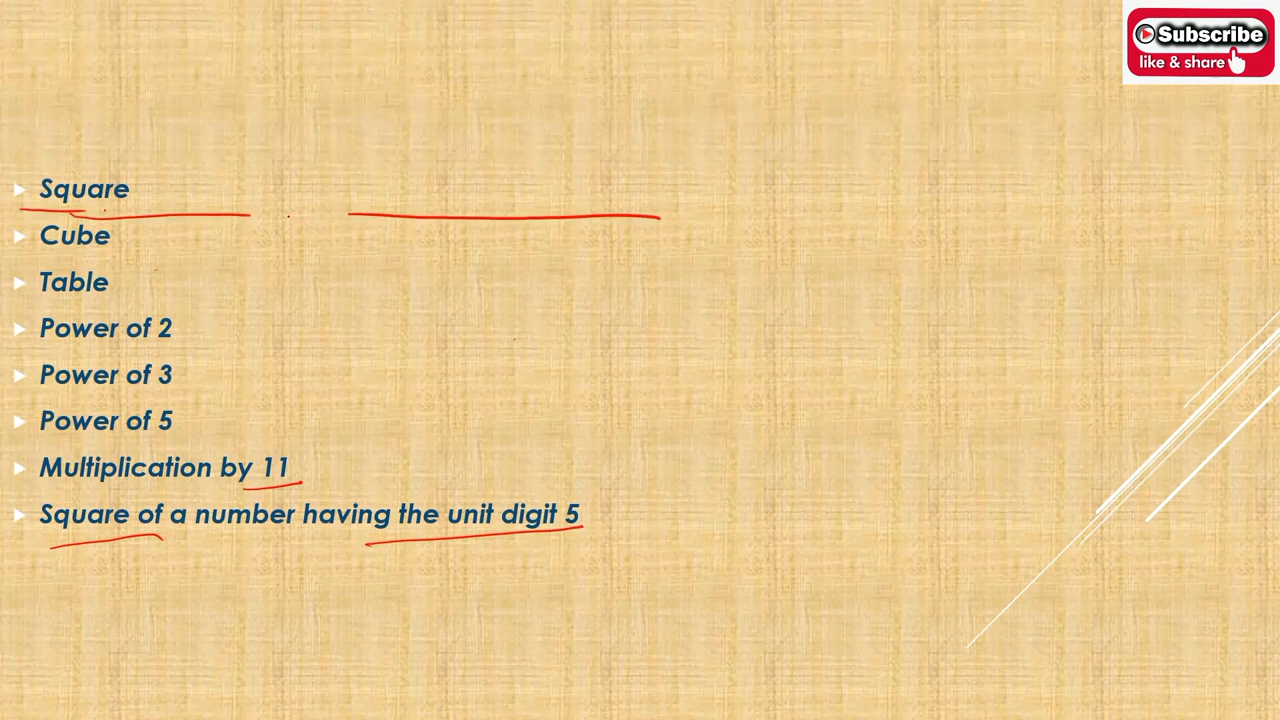 Subscribe
like & share
Square
Cube
Table
Power of 2
Power of 3
Power of 5
Multiplication by 11
Square of a number having the unit digit 5